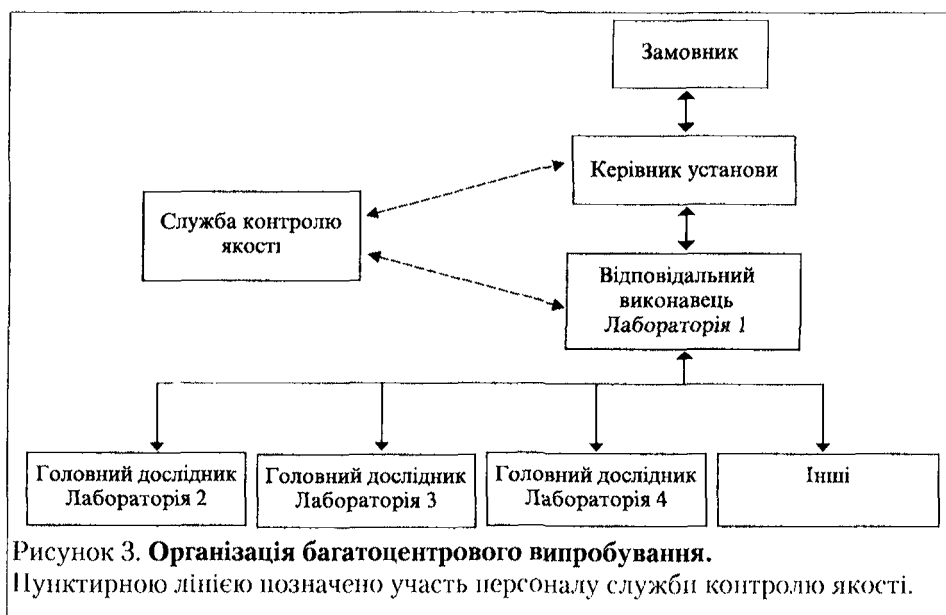 Замовник
Керівник установи
Служба контролю
якості
Відповідальний
виконавець
Лабораторія 1
Головний дослідник
Лабораторія 2
Головний дослідник
Лабораторія 3
Головний дослідник
Лабораторія 4
Інші
Рисунок 3. Організація багатоцентрового випробування.
Пунктирною лінією позначено участь персоналу служби контролю якості.